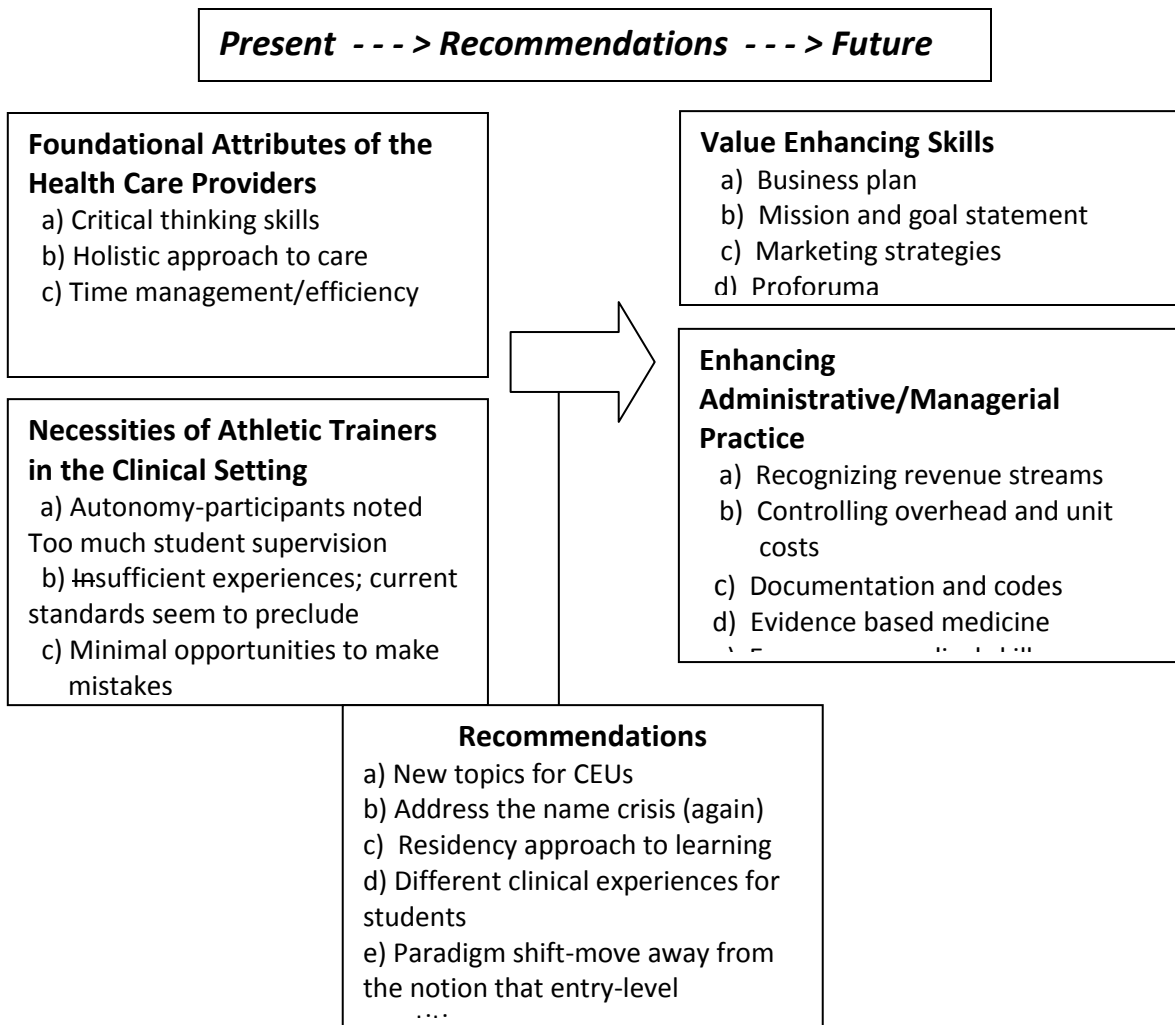 Present - - - > Recommendations - - - > Future
Foundational Attributes of the
Health Care Providers
a) Critical thinking skills
b) Holistic approach to care
c) Time management/efficiency
Necessities of Athletic Trainers
in the Clinical Setting
a) Autonomy-participants noted
Too much student supervision
b) Insufficient experiences; current
standards seem to preclude
c) Minimal opportunities to make
mistakes
Value Enhancing Skills
a) Business plan
b) Mission and goal statement
c) Marketing strategies
d) Proforuma
Enhancing
Administrative/Managerial
Practice
a) Recognizing revenue streams
b) Controlling overhead and unit
costs
c) Documentation and codes
d) Evidence based medicine
Recommendations
a) New topics for CEUs
b) Address the name crisis (again)
c) Residency approach to learning
d) Different clinical experiences for
students
e) Paradigm shift-move away from
the notion that entry-level